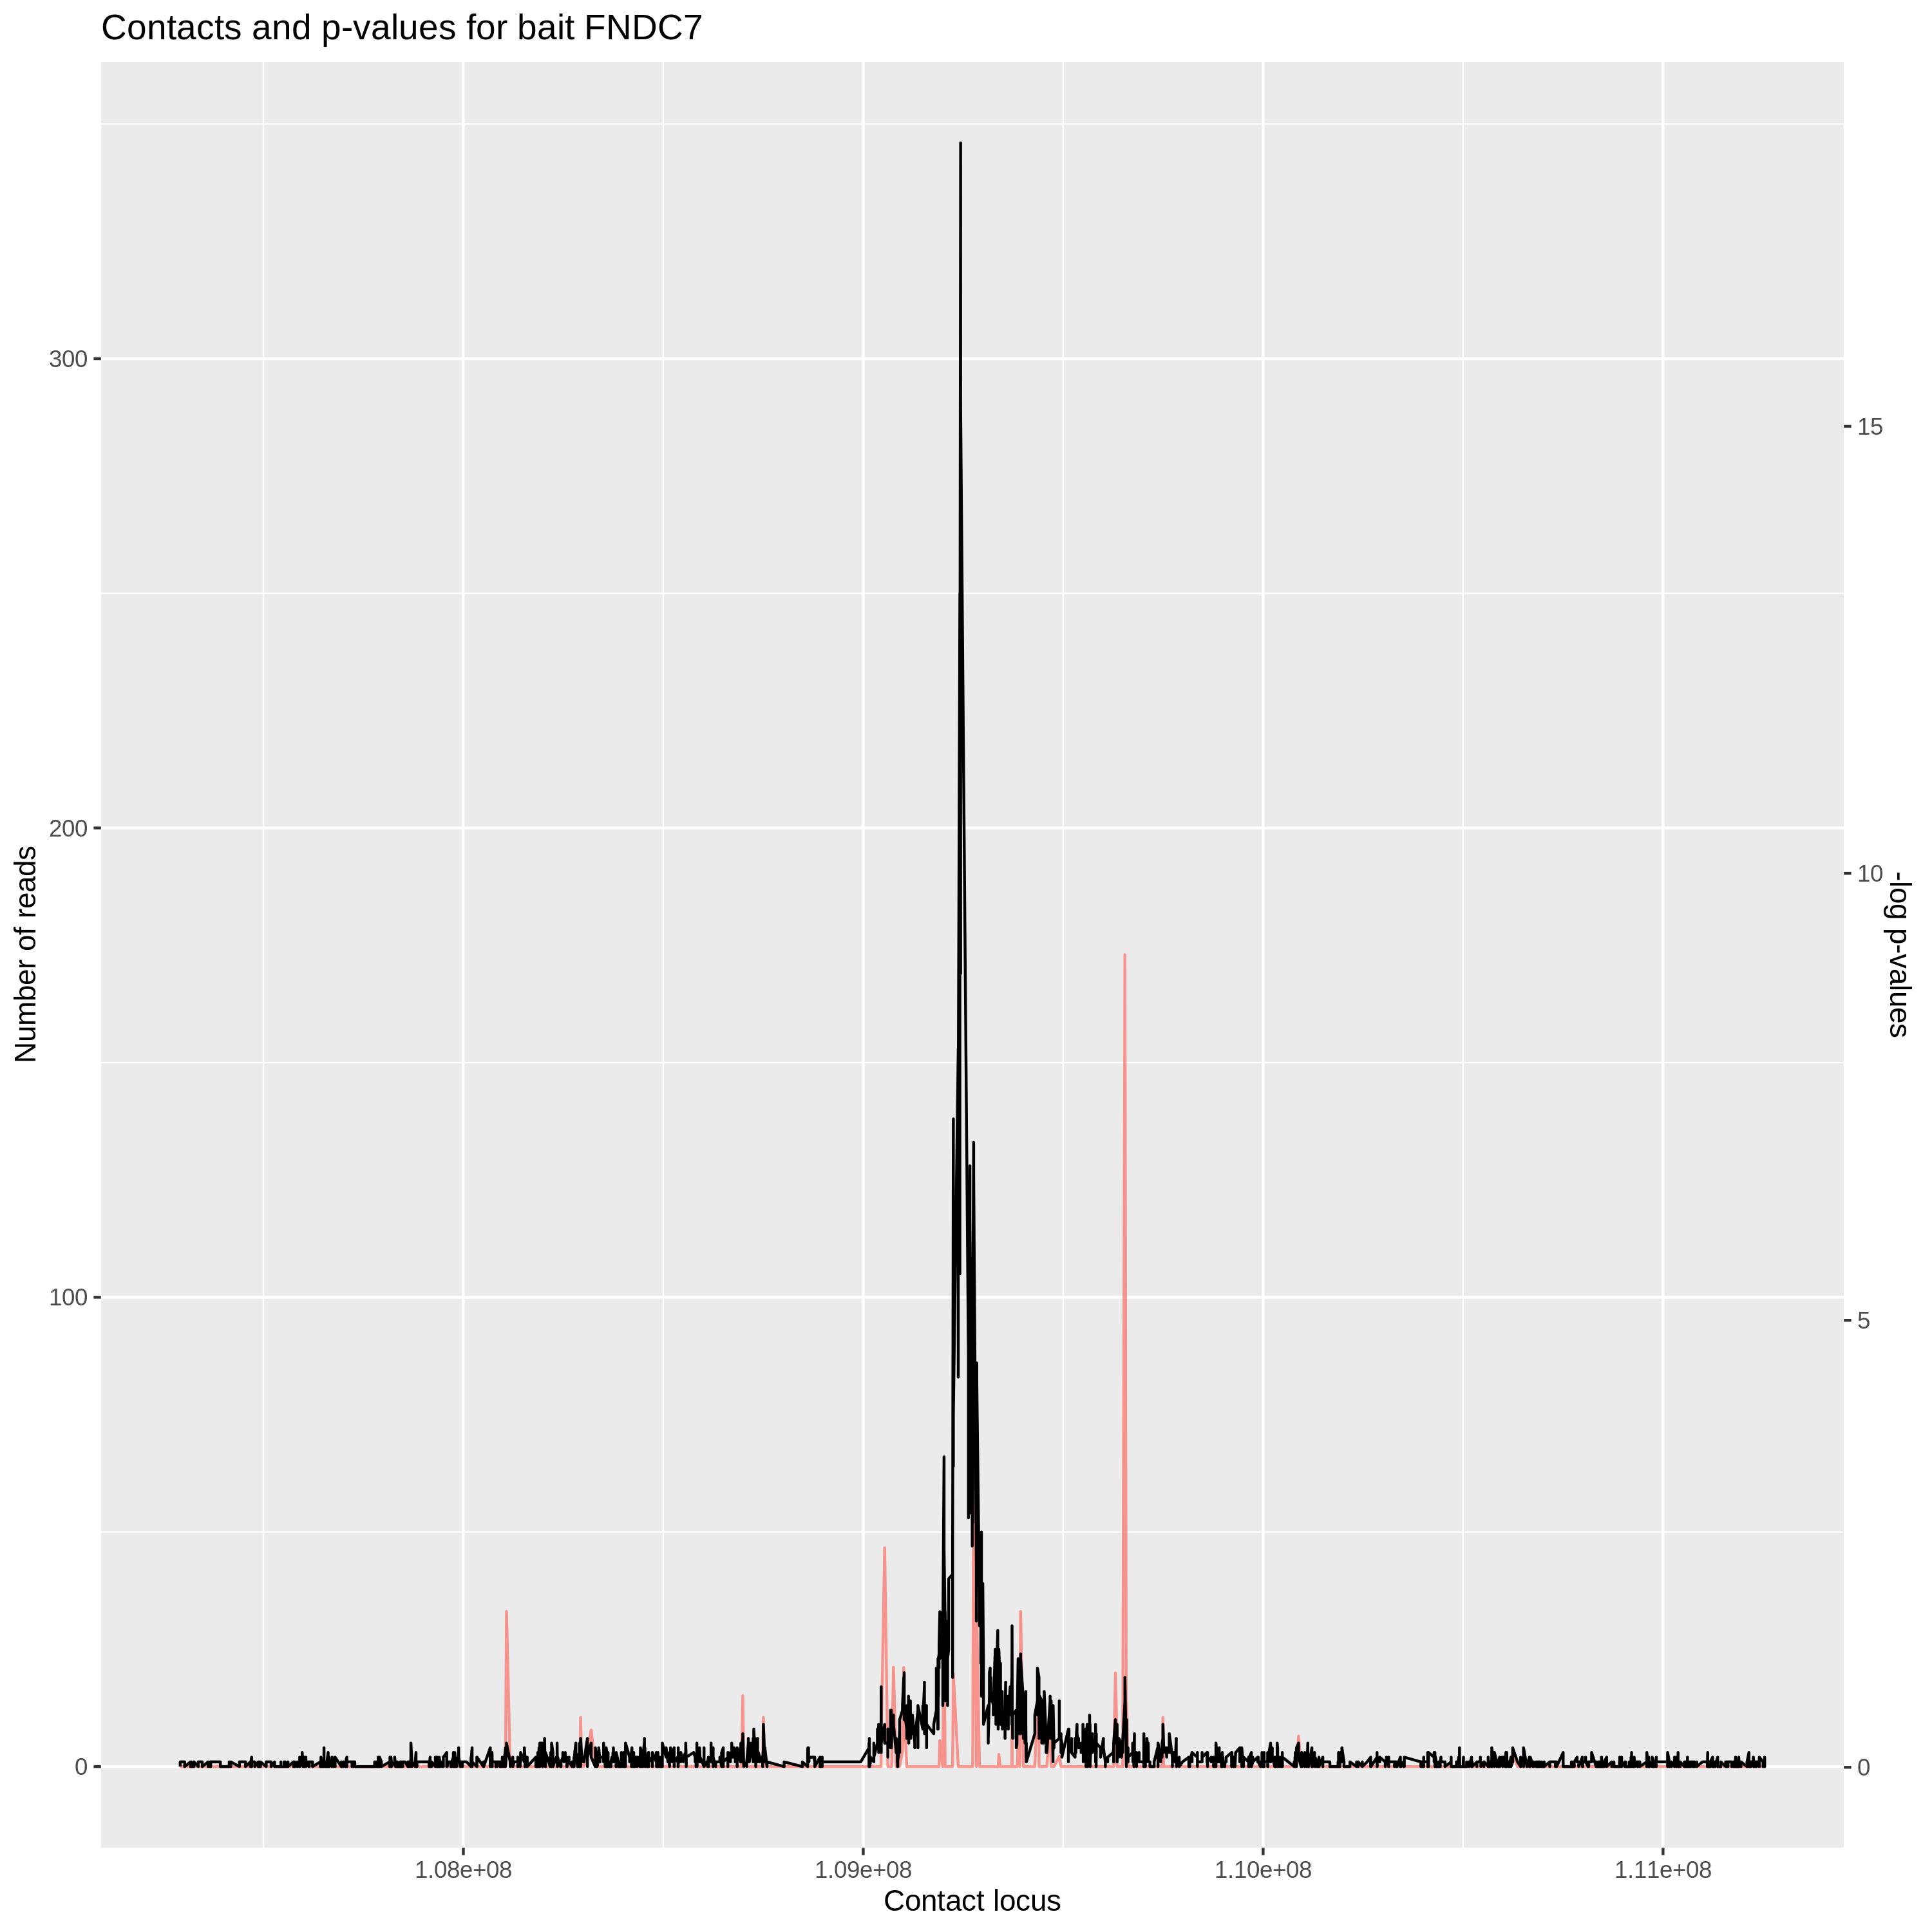 Contacts and p-values for bait FNDC7
Number of reads
300
200
100
0
15
10
5
0
-log p-values
1.08e+08
1.09e+08
1.10e+08
1.11e+08
Contact locus